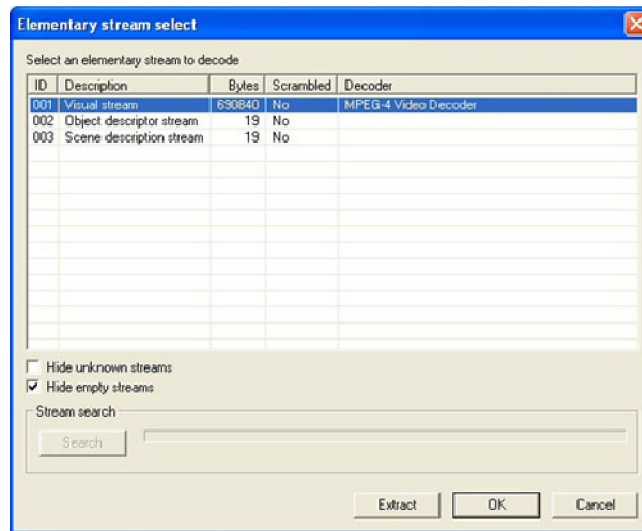 Elementary stream select
Select an elementary stream to decode
ID Description Bytes Scrambled Decoder
001 Visual stream 690840 No MPEG-4 Video Decoder
002 Object descriptor stream 19 No
003 Scene description stream 19 No
Hide unknown streams
Hide empty streams
Stream search
Search
Extract OK Cancel